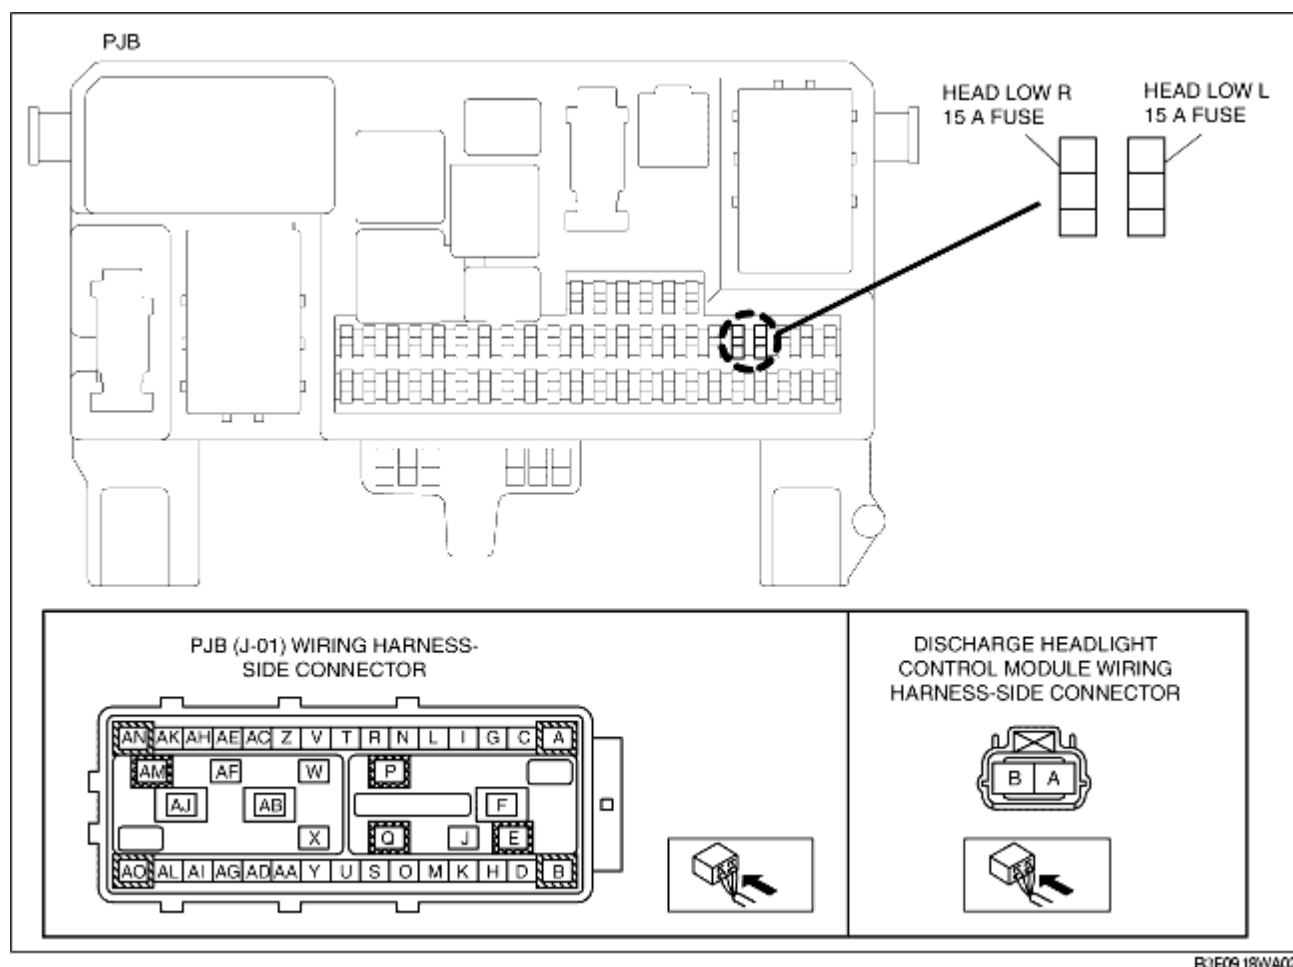 PJB
HEAD LOW R
15 A FUSE
HEAD LOW L
15 A FUSE
PJB (J-01) WIRING HARNESS-
SIDE CONNECTOR
AN AK AH AE AC Z V T R N L I G C A
AM AF W P
AJ AB F
X Q J E
AO AL AI AG AD AA Y U S O M K H D B
DISCHARGE HEADLIGHT
CONTROL MODULE WIRING
HARNESS-SIDE CONNECTOR
B A